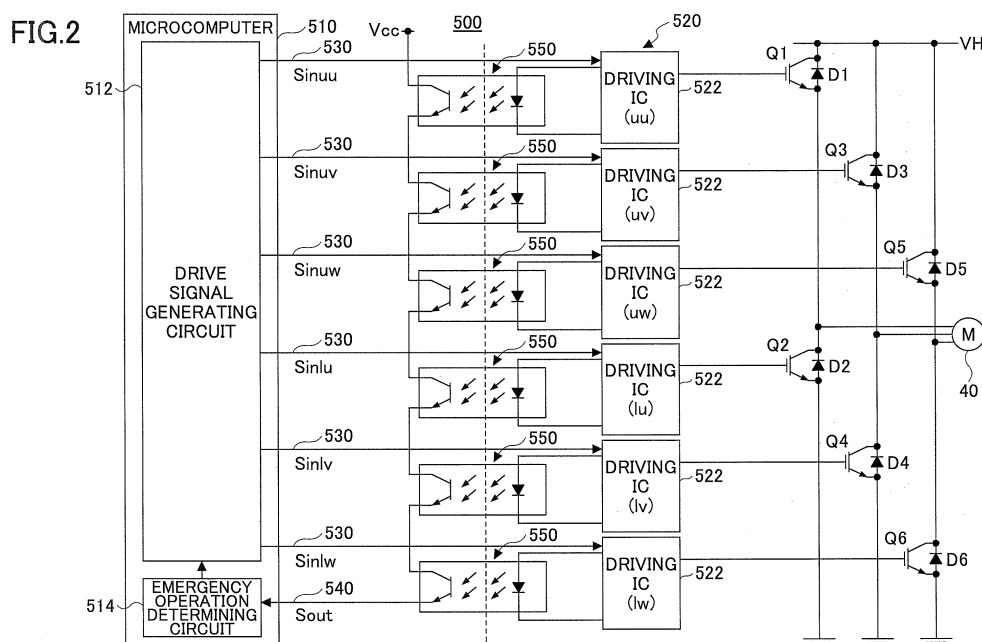 FIG.2
MICROCOMPUTER
510
500
Vcc
520
VH
512
530
Sinuu
550
DRIVING
IC
(uu)
522
Q1
D1
530
Sinuv
550
DRIVING
IC
(uv)
522
Q3
D3
530
Sinuw
550
DRIVING
IC
(uw)
522
Q5
D5
DRIVE
SIGNAL
GENERATING
CIRCUIT
530
Sinlu
550
DRIVING
IC
(lu)
522
Q2
D2
M
40
530
Sinlv
550
DRIVING
IC
(lv)
522
Q4
D4
530
Sinlw
550
DRIVING
IC
(lw)
522
Q6
D6
514
EMERGENCY
OPERATION
DETERMINING
CIRCUIT
540
Sout